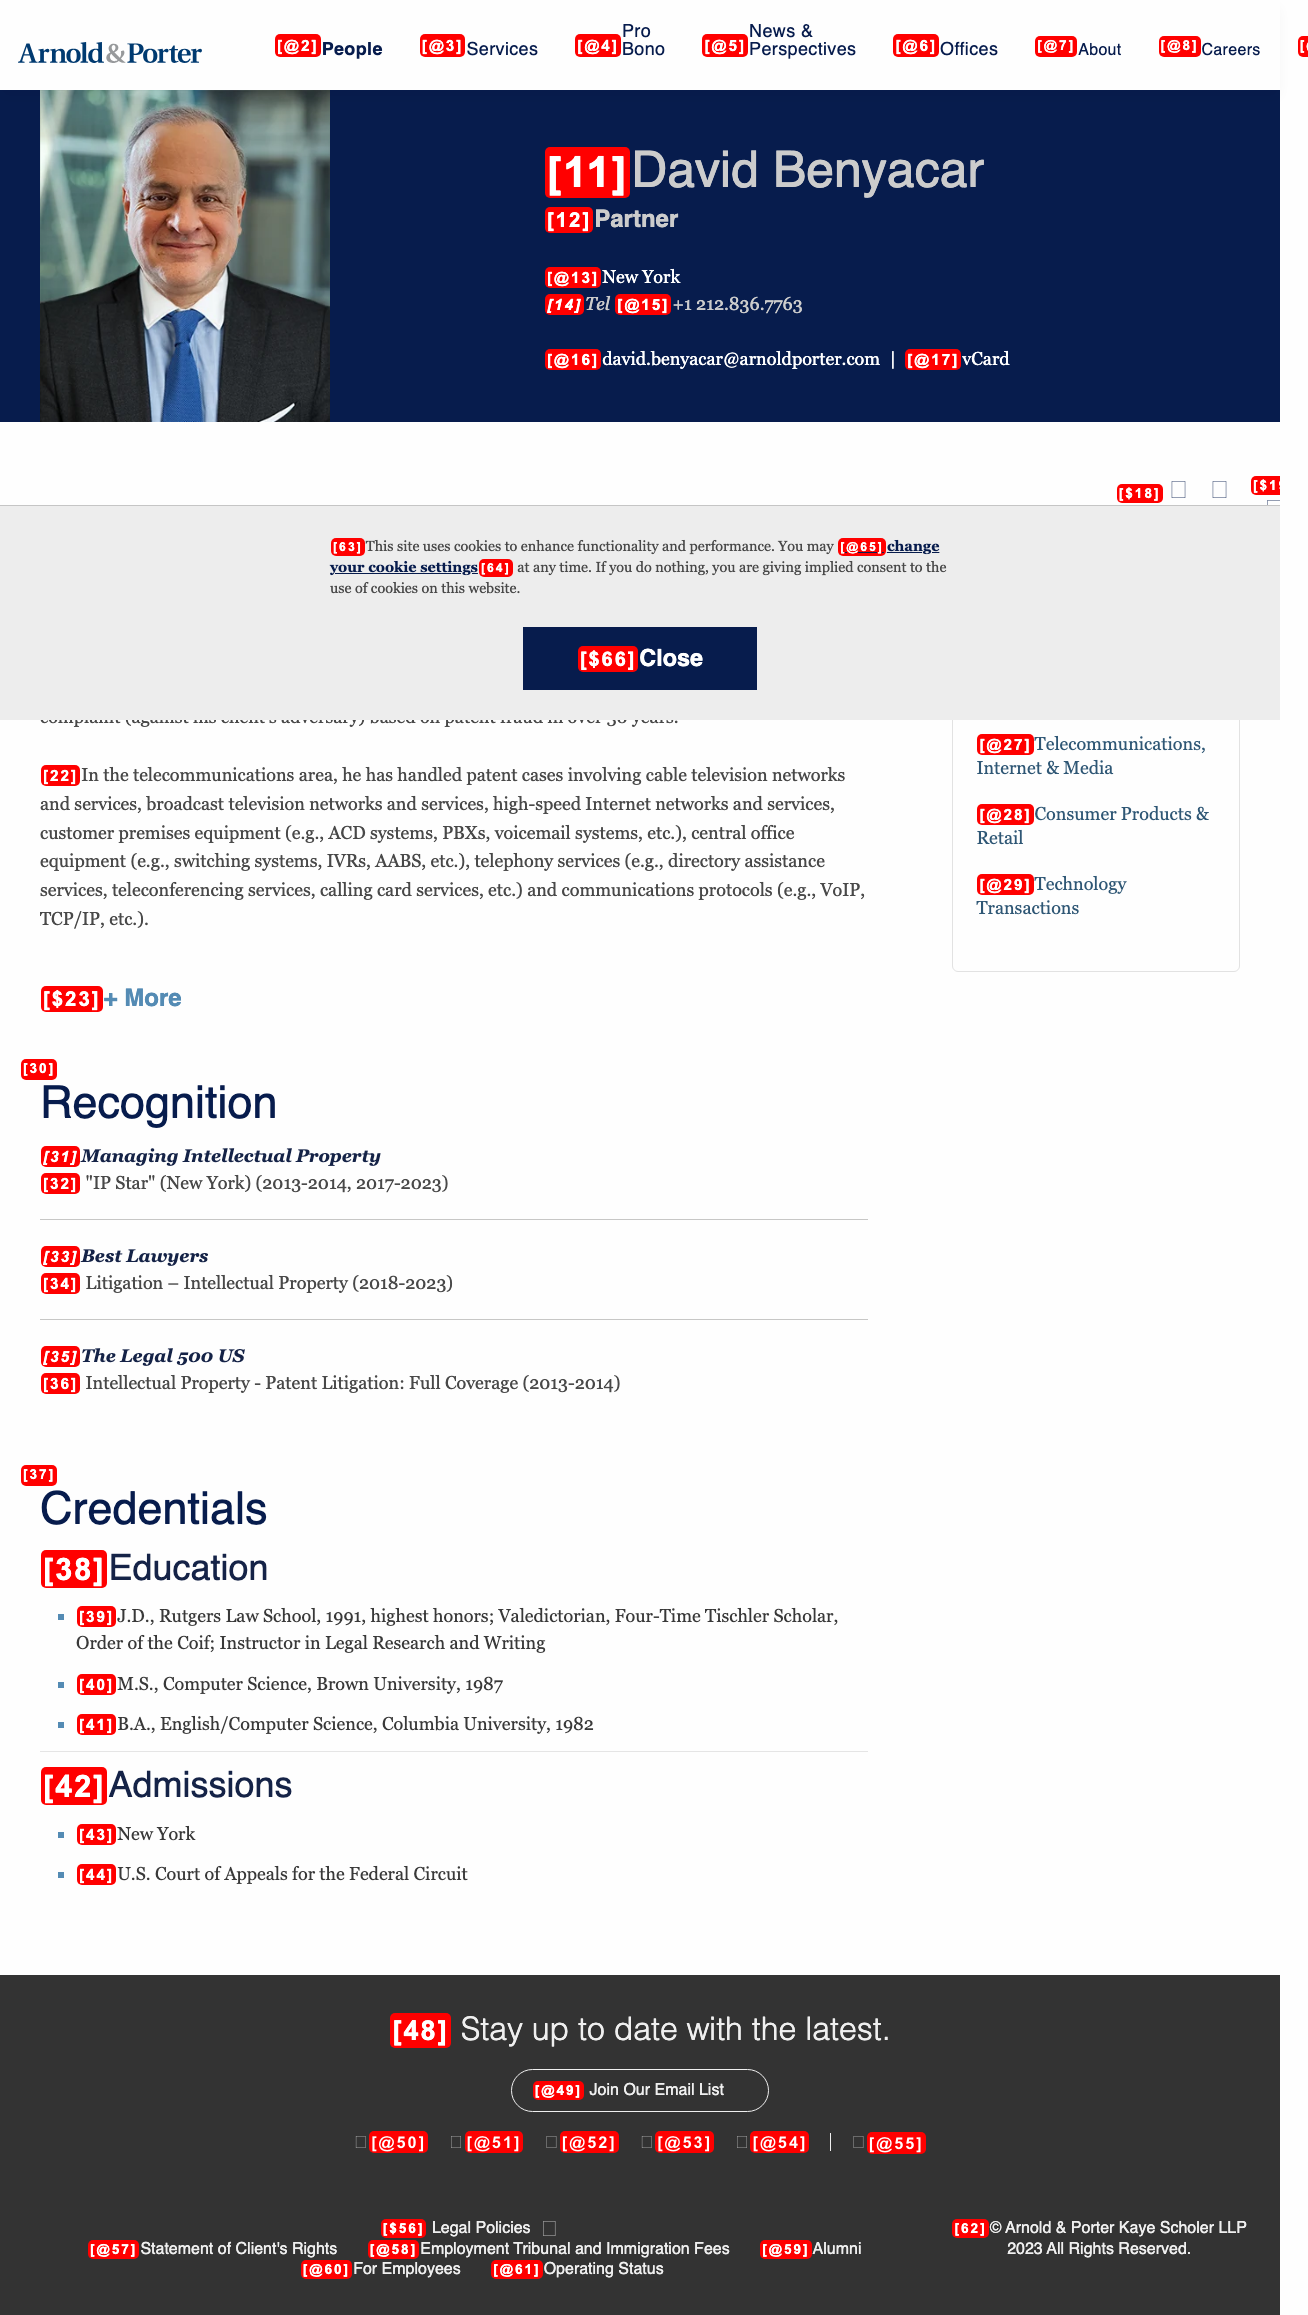 Arnold&Porter
[@2]People
[@3]Services
[@4]Pro Bono
[@5]News & Perspectives
[@6]Offices
[@7]About
[@8]Careers
[11]David Benyacar
[12]Partner
[@13]New York
[14]Tel [@15]+1 212.836.7763
[@16]david.benyacar@arnoldporter.com | [@17]vCard
[$18]
[63]This site uses cookies to enhance functionality and performance. You may [@65]change
your cookie settings[64] at any time. If you do nothing, you are giving implied consent to the
use of cookies on this website.
[$66]Close
complaint (against his client's adversary) based on patent fraud in over 30 years.
[22]In the telecommunications area, he has handled patent cases involving cable television networks
and services, broadcast television networks and services, high-speed Internet networks and services,
customer premises equipment (e.g., ACD systems, PBXs, voicemail systems, etc.), central office
equipment (e.g., switching systems, IVRs, AABS, etc.), telephony services (e.g., directory assistance
services, teleconferencing services, calling card services, etc.) and communications protocols (e.g., VoIP,
TCP/IP, etc.).
[$23]+ More
[@27]Telecommunications,
Internet & Media
[@28]Consumer Products &
Retail
[@29]Technology
Transactions
[30]
Recognition
[31]Managing Intellectual Property
[32] "IP Star" (New York) (2013-2014, 2017-2023)
[33]Best Lawyers
[34] Litigation – Intellectual Property (2018-2023)
[35]The Legal 500 US
[36] Intellectual Property - Patent Litigation: Full Coverage (2013-2014)
[37]
Credentials
[38]Education
[39]J.D., Rutgers Law School, 1991, highest honors; Valedictorian, Four-Time Tischler Scholar,
Order of the Coif; Instructor in Legal Research and Writing
[40]M.S., Computer Science, Brown University, 1987
[41]B.A., English/Computer Science, Columbia University, 1982
[42]Admissions
[43]New York
[44]U.S. Court of Appeals for the Federal Circuit
[48] Stay up to date with the latest.
[@49] Join Our Email List
[@50] [@51] [@52] [@53] [@54] | [@55]
[$56] Legal Policies
[@57]Statement of Client's Rights [@58]Employment Tribunal and Immigration Fees [@59]Alumni
[@60]For Employees [@61]Operating Status
[62]© Arnold & Porter Kaye Scholer LLP
2023 All Rights Reserved.